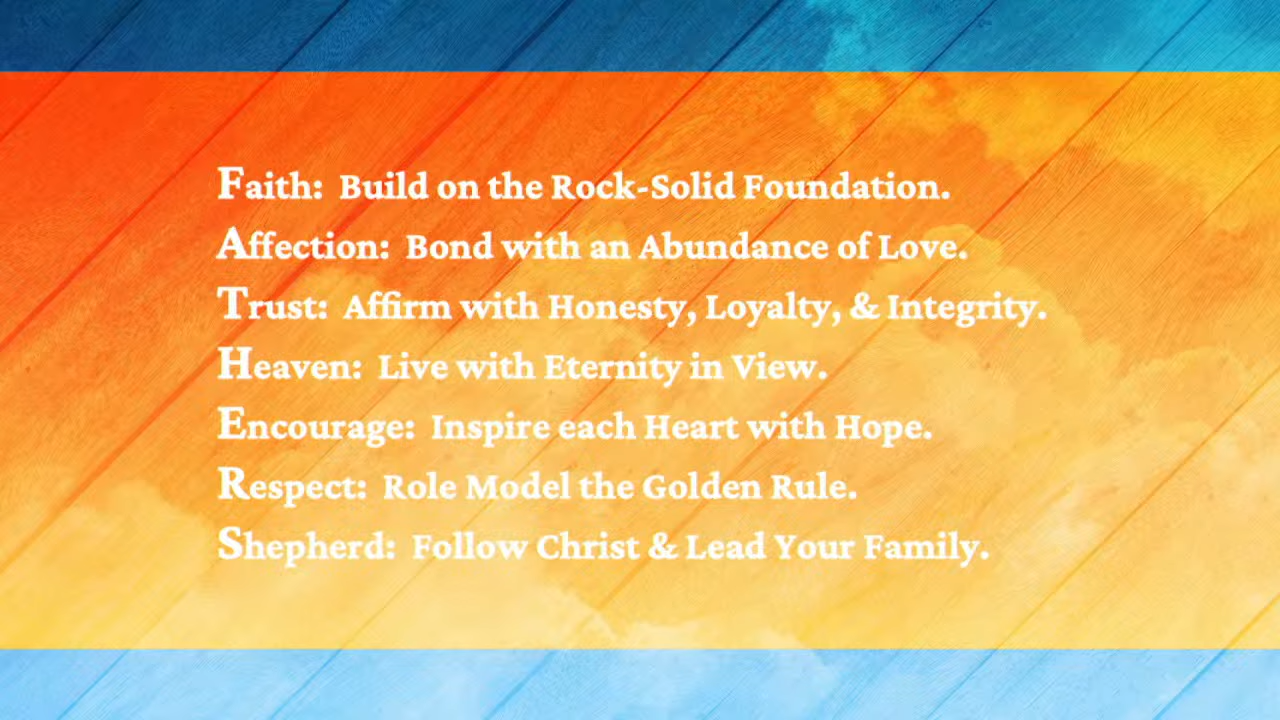 Faith: Build on the Rock-Solid Foundation.
Affection: Bond with an Abundance of Love.
Trust: Affirm with Honesty, Loyalty, & Integrity.
Heaven: Live with Eternity in View.
Encourage: Inspire each Heart with Hope.
Respect: Role Model the Golden Rule.
Shepherd: Follow Christ & Lead Your Family.